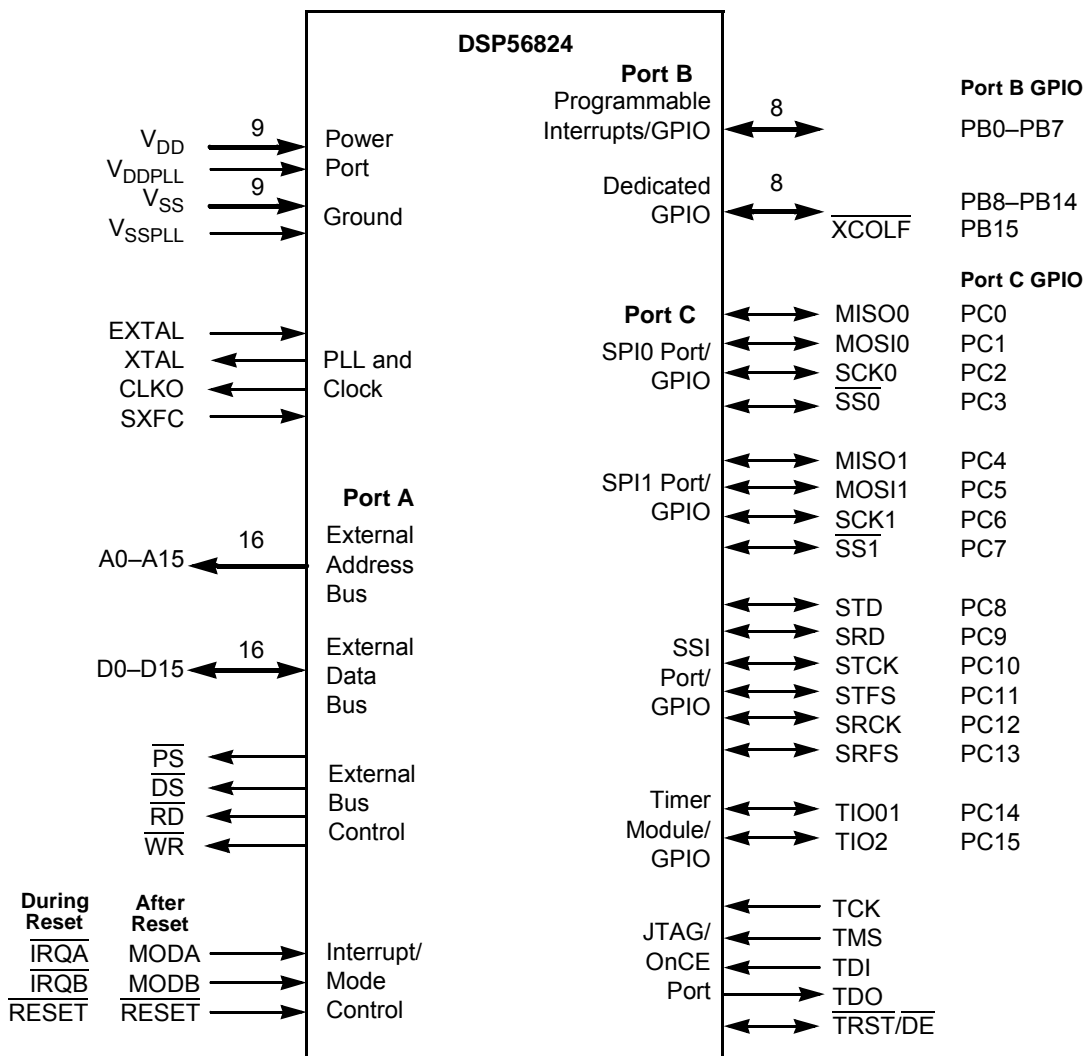 DSP56824
Port B
Programmable
Interrupts/GPIO
8
Port B GPIO
PB0–PB7
Dedicated
GPIO
8
PB8–PB14
XCOLF PB15
V_DD 9
V_DDPLL
Power
Port
V_SS 9
V_SSPLL
Ground
EXTAL
XTAL
CLKO
SXFC
PLL and
Clock
Port A
A0–A15 16
External
Address
Bus
D0–D15 16
External
Data
Bus
PS
DS
RD
WR
External
Bus
Control
During
Reset
After
Reset
IRQA MODA
IRQB MODB
RESET RESET
Interrupt/
Mode
Control
Port C GPIO
Port C
SPI0 Port/
GPIO
MISO0 PC0
MOSI0 PC1
SCK0 PC2
SS0 PC3
SPI1 Port/
GPIO
MISO1 PC4
MOSI1 PC5
SCK1 PC6
SS1 PC7
SSI
Port/
GPIO
STD PC8
SRD PC9
STCK PC10
STFS PC11
SRCK PC12
SRFS PC13
Timer
Module/
GPIO
TIO01 PC14
TIO2 PC15
JTAG/
OnCE
Port
TCK
TMS
TDI
TDO
TRST/DE